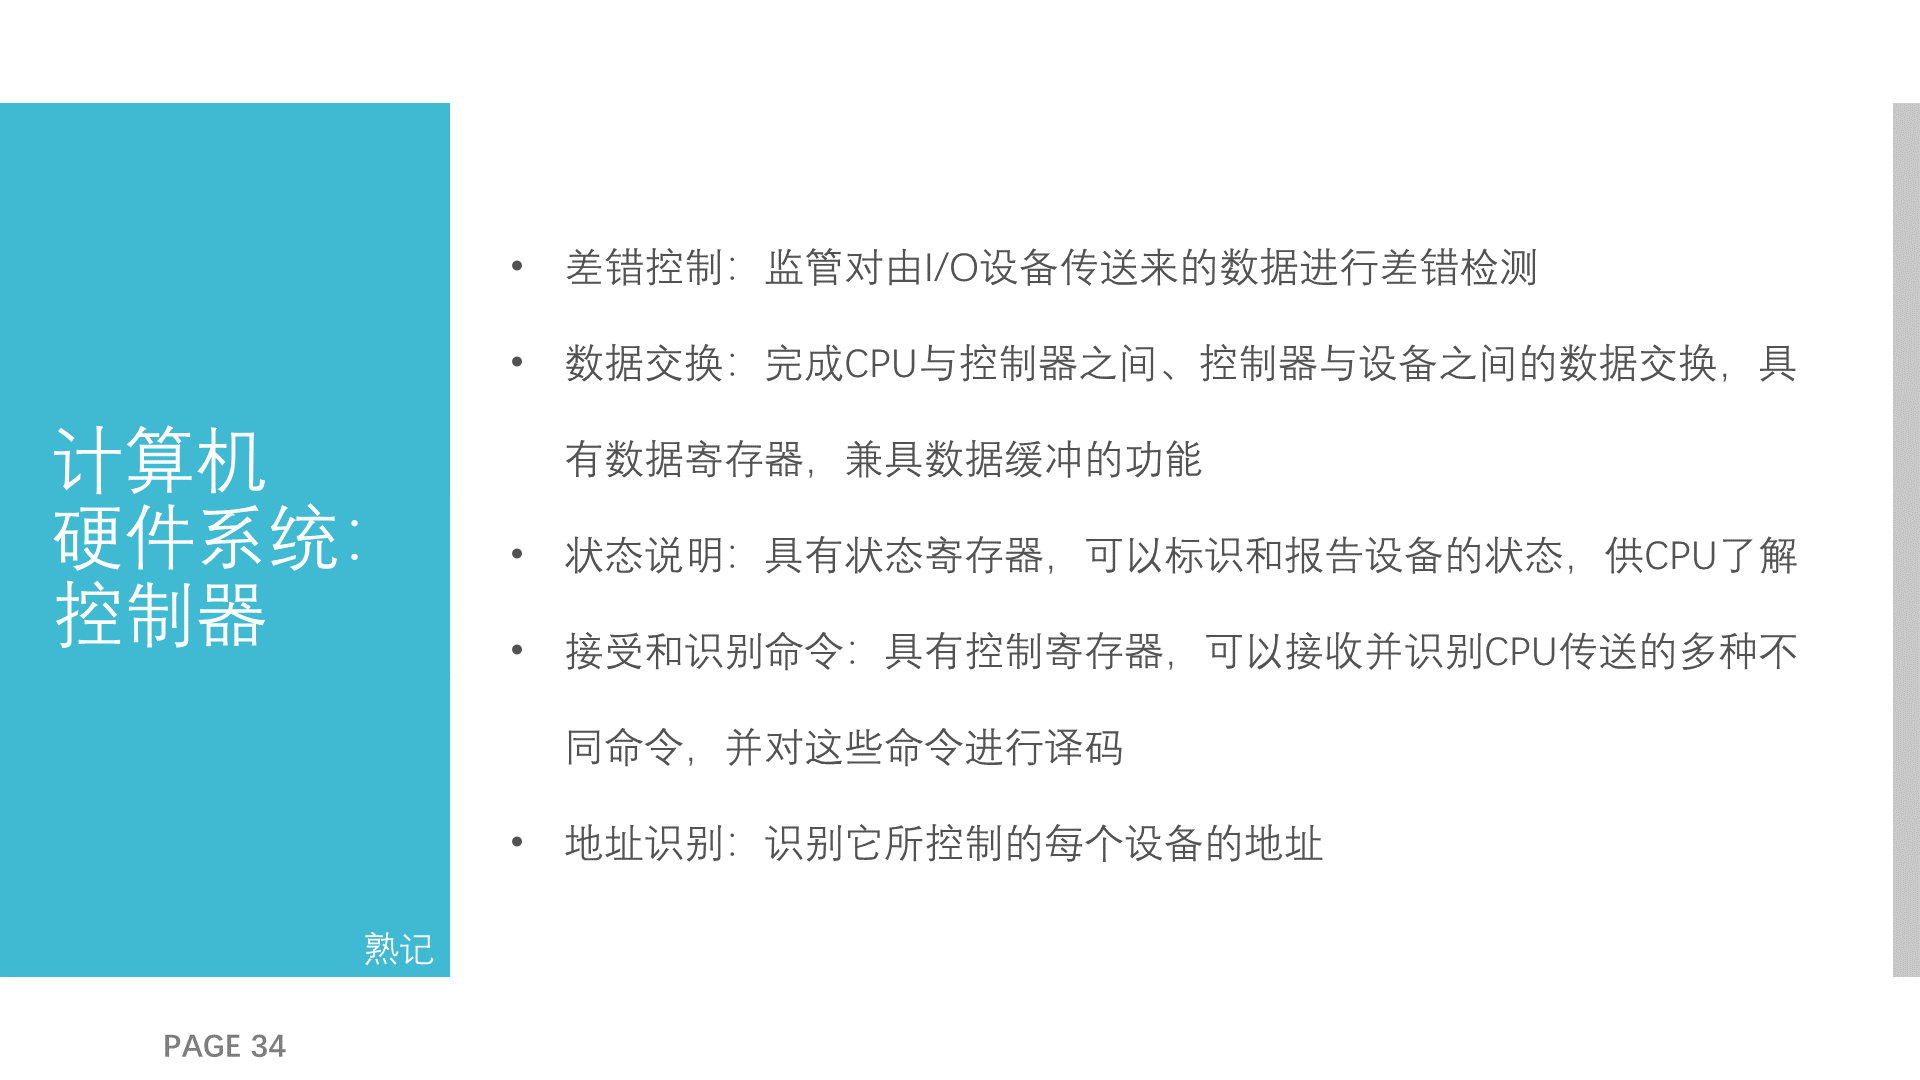 计算机
硬件系统：
控制器
熟记
• 差错控制：监管对由I/O设备传送来的数据进行差错检测
• 数据交换：完成CPU与控制器之间、控制器与设备之间的数据交换，具
有数据寄存器，兼具数据缓冲的功能
• 状态说明：具有状态寄存器，可以标识和报告设备的状态，供CPU了解
• 接受和识别命令：具有控制寄存器，可以接收并识别CPU传送的多种不
同命令，并对这些命令进行译码
• 地址识别：识别它所控制的每个设备的地址
PAGE 34